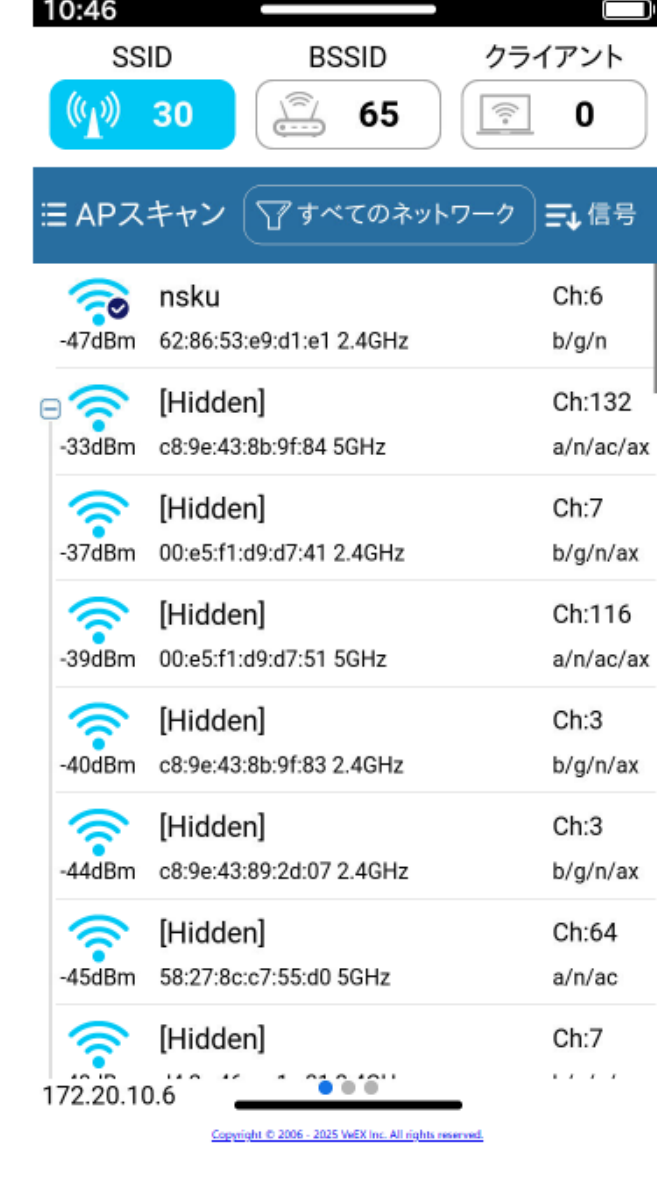 10:46
SSID BSSID クライアント
30 65 0
APスキャン すべてのネットワーク 信号
nsku Ch:6
-47dBm 62:86:53:e9:d1:e1 2.4GHz b/g/n
[Hidden] Ch:132
-33dBm c8:9e:43:8b:9f:84 5GHz a/n/ac/ax
[Hidden] Ch:7
-37dBm 00:e5:f1:d9:d7:41 2.4GHz b/g/n/ax
[Hidden] Ch:116
-39dBm 00:e5:f1:d9:d7:51 5GHz a/n/ac/ax
[Hidden] Ch:3
-40dBm c8:9e:43:8b:9f:83 2.4GHz b/g/n/ax
[Hidden] Ch:3
-44dBm c8:9e:43:89:2d:07 2.4GHz b/g/n/ax
[Hidden] Ch:64
-45dBm 58:27:8c:c7:55:d0 5GHz a/n/ac
[Hidden] Ch:7
172.20.10.6
Copyright © 2006 - 2025 VeEX Inc. All rights reserved.